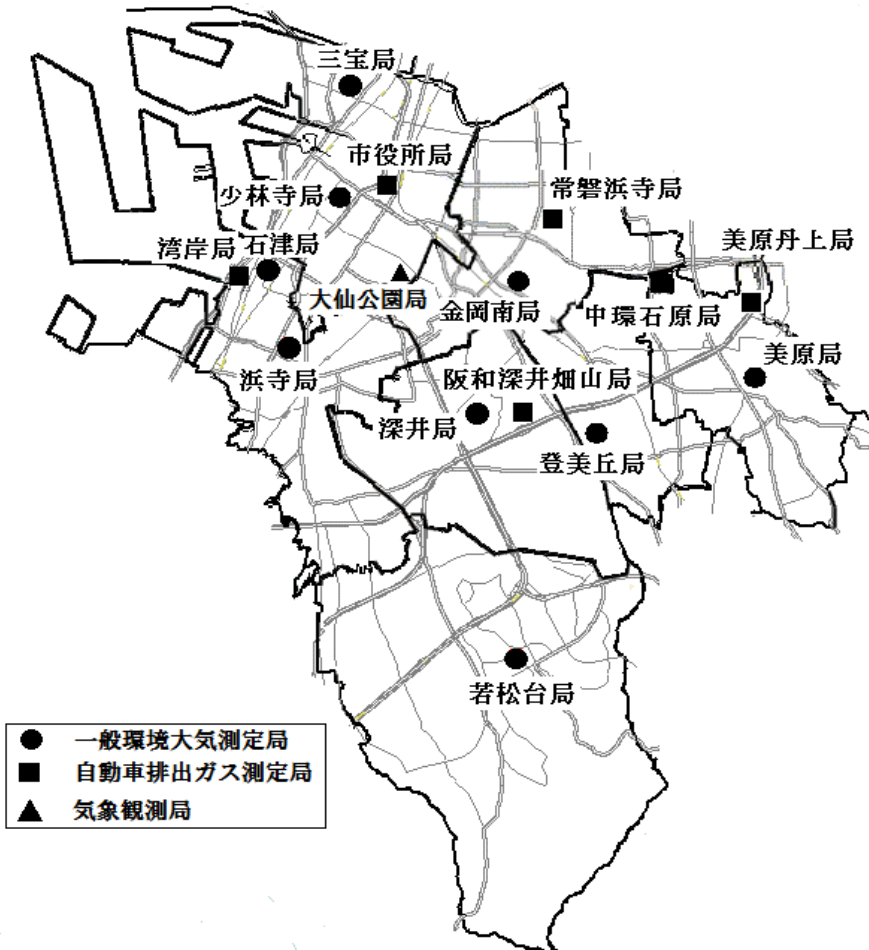 三宝局
市役所局
少林寺局
常磐浜寺局
湾岸局
石津局
美原丹上局
大仙公園局
金岡南局
中環石原局
美原局
浜寺局
阪和深井畑山局
深井局
登美丘局
若松台局
一般環境大気測定局
自動車排出ガス測定局
気象観測局